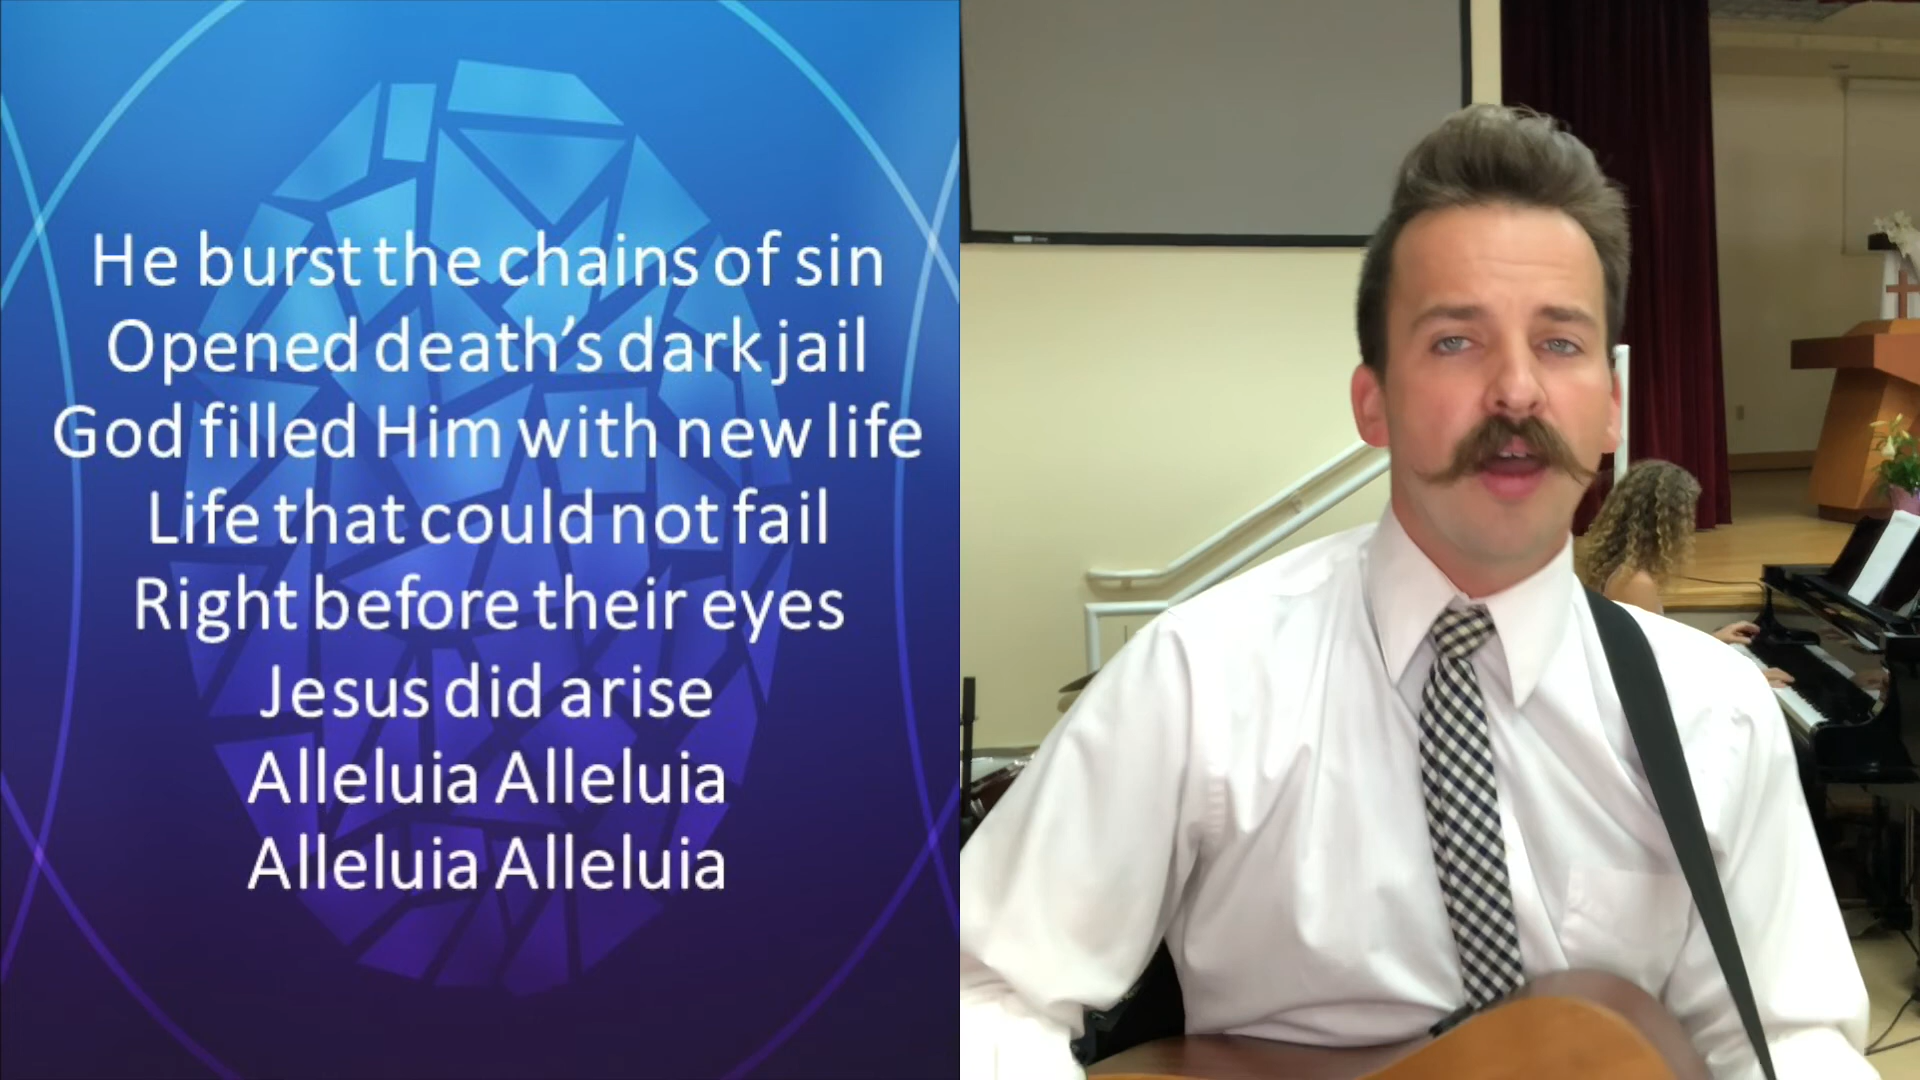 He burst the chains of sin
Opened death’s dark jail
God filled Him with new life
Life that could not fail
Right before their eyes
Jesus did arise
Alleluia Alleluia
Alleluia Alleluia